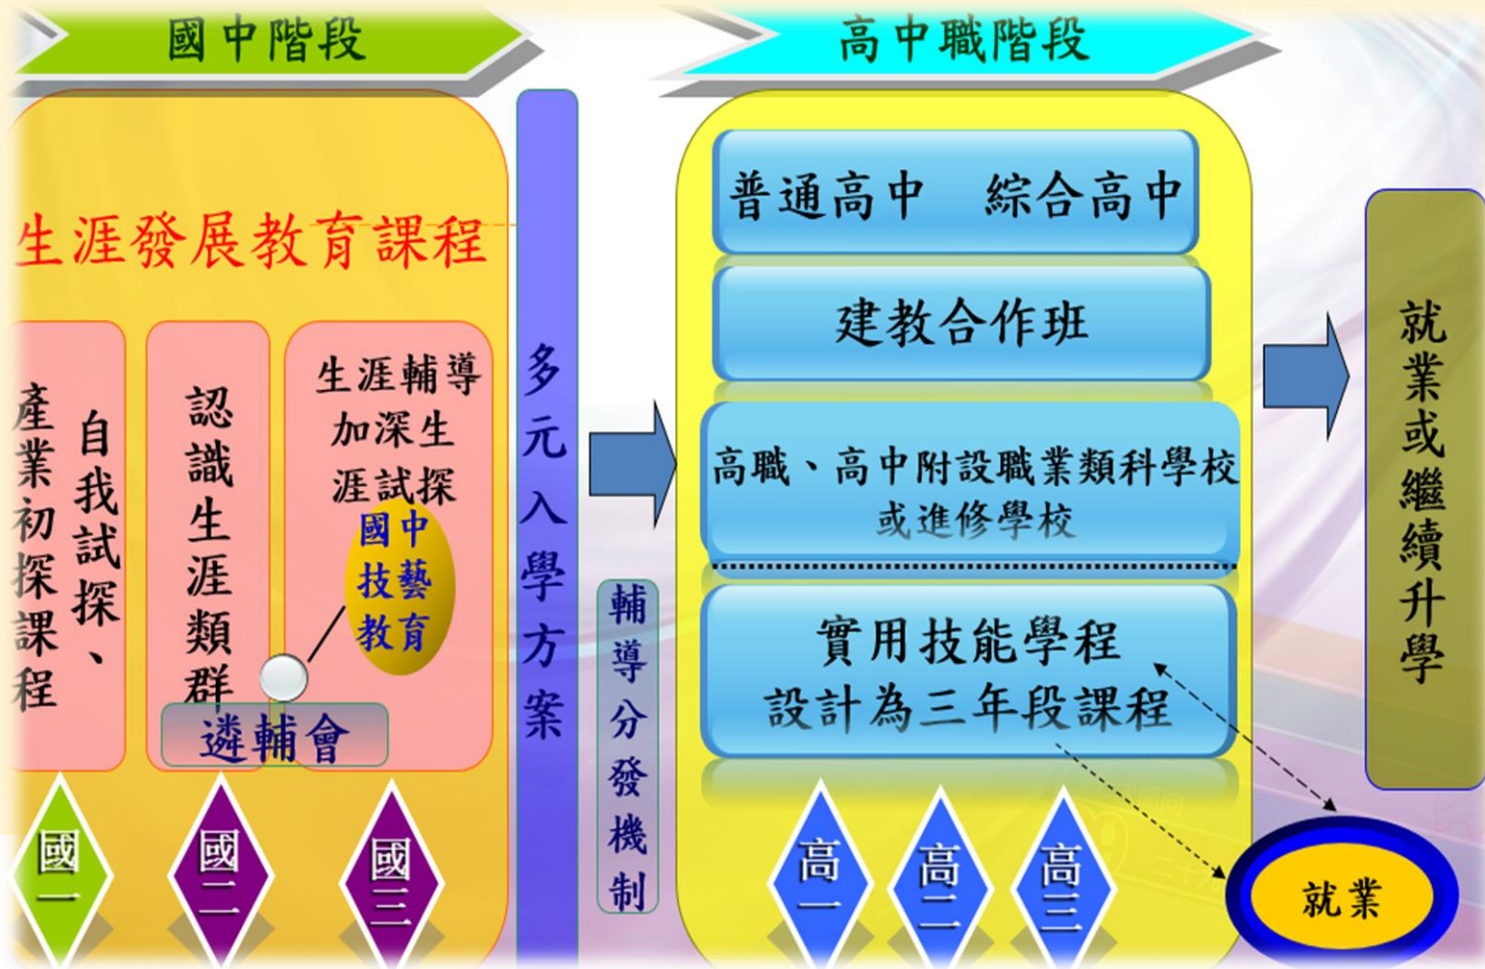 國中階段
高中職階段
生涯發展教育課程
自我試探、
產業初探課程
認識生涯類群
生涯輔導
加深生
涯試探
國中
技藝
教育
遴輔會
國一
國二
國三
多元入學方案
輔導分發機制
普通高中 綜合高中
建教合作班
高職、高中附設職業類科學校
或進修學校
實用技能學程
設計為三年段課程
高一
高二
高三
就業或繼續升學
就業